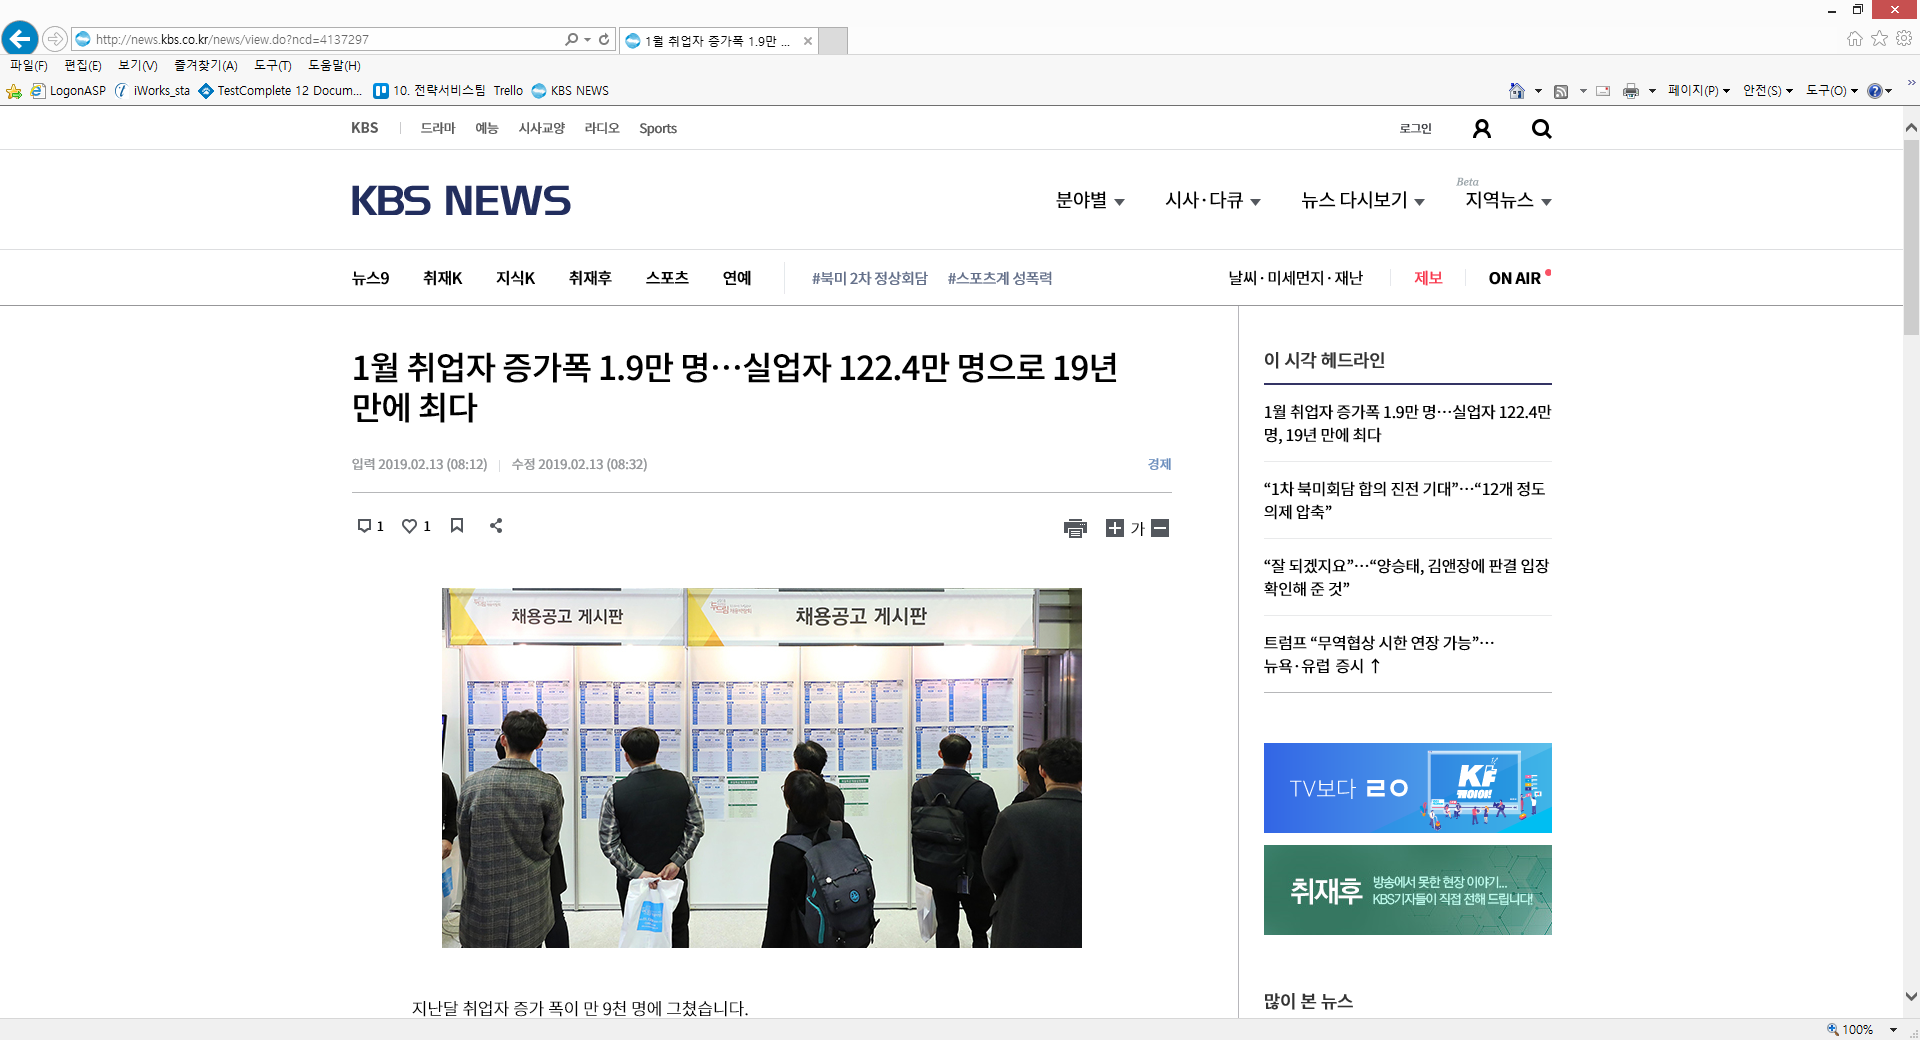 http://news.kbs.co.kr/news/view.do?ncd=4137297
1월 취업자 증가폭 1.9만 ...
파일(F) 편집(E) 보기(V) 즐겨찾기(A) 도구(T) 도움말(H)
LogonASP iWorks_sta TestComplete 12 Docum... 10. 전략서비스팀 Trello KBS NEWS
페이지(P) 안전(S) 도구(O)
KBS 드라마 예능 시사교양 라디오 Sports
로그인
KBS NEWS
Beta
분야별 시사·다큐 뉴스 다시보기 지역뉴스
뉴스9 취재K 지식K 취재후 스포츠 연예 #북미 2차 정상회담 #스포츠계 성폭력
날씨·미세먼지·재난 제보 ON AIR
1월 취업자 증가폭 1.9만 명…실업자 122.4만 명으로 19년
만에 최다
입력 2019.02.13 (08:12) 수정 2019.02.13 (08:32)
경제
1 1
가
채용공고 게시판 채용공고 게시판
지난달 취업자 증가 폭이 만 9천 명에 그쳤습니다.
이 시각 헤드라인
1월 취업자 증가폭 1.9만 명…실업자 122.4만
명, 19년 만에 최다
“1차 북미회담 합의 진전 기대”…“12개 정도
의제 압축”
“잘 되겠지요”…“양승태, 김앤장에 판결 입장
확인해 준 것”
트럼프 “무역협상 시한 연장 가능”…
뉴욕·유럽 증시 ↑
TV보다 ㄹㅇ
케이야!
취재후
방송에서 못한 현장 이야기...
KBS기자들이 직접 전해 드립니다!
많이 본 뉴스
100%